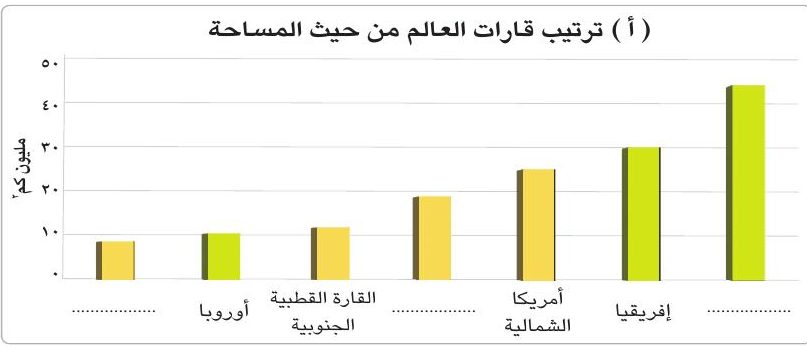 ( أ ) ترتيب قارات العالم من حيث المساحة
مليون كم٢
٥٠
٤٠
٣٠
٢٠
١٠
٠
................
إفريقيا
أمريكا
الشمالية
................
القارة القطبية
الجنوبية
أوروبا
................